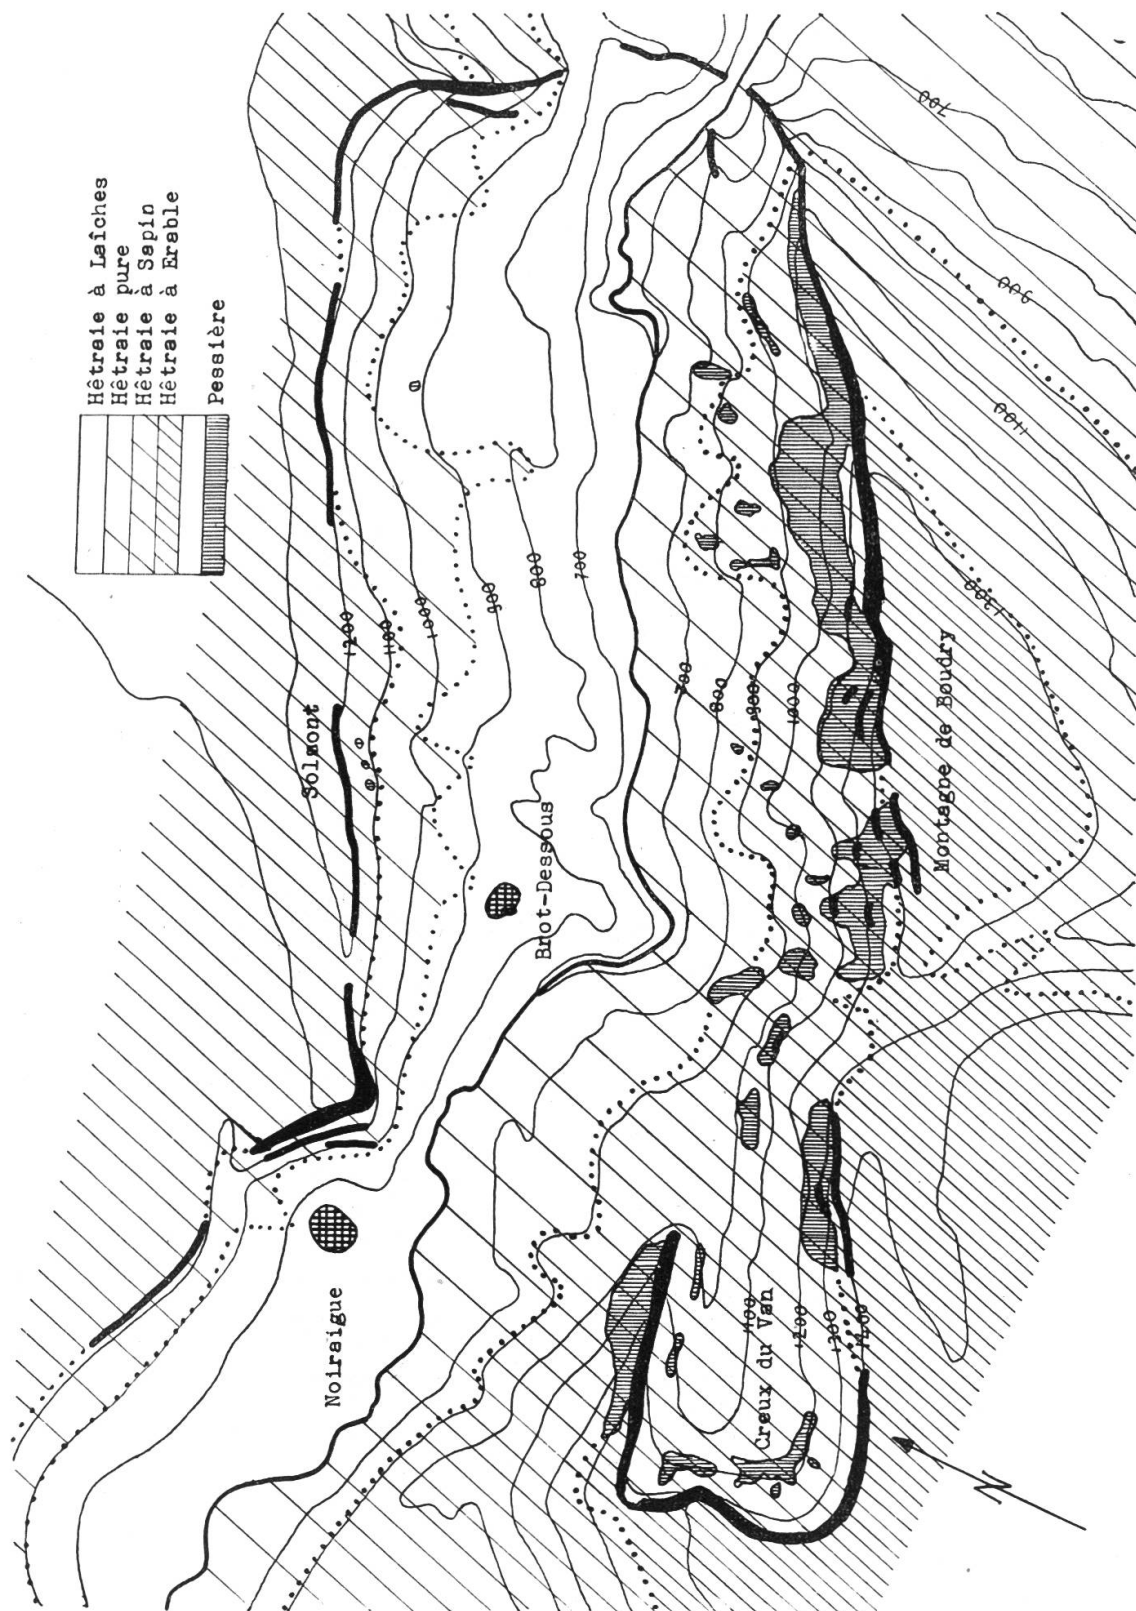 Hêtraie à Laîches
Hêtraie pure
Hêtraie à Sapin
Hêtraie à Erable
Pessière
Solmont
1200
1100
1000
900
800
700
Brot-Dessous
Noiraigue
700
800
900
1000
Montagne de Boudry
1300
1100
900
700
Creux du Van
1100
1200
1300
1400
N